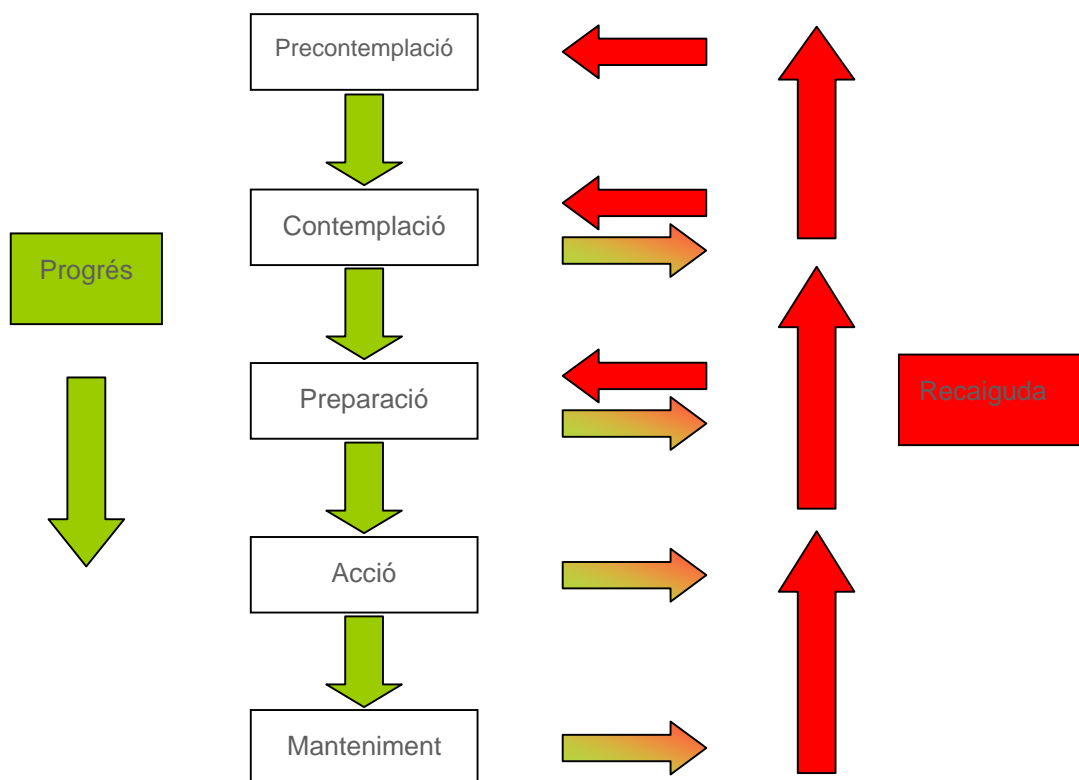 Precontemplació
Contemplació
Progrés
Preparació
Recaiguda
Acció
Manteniment